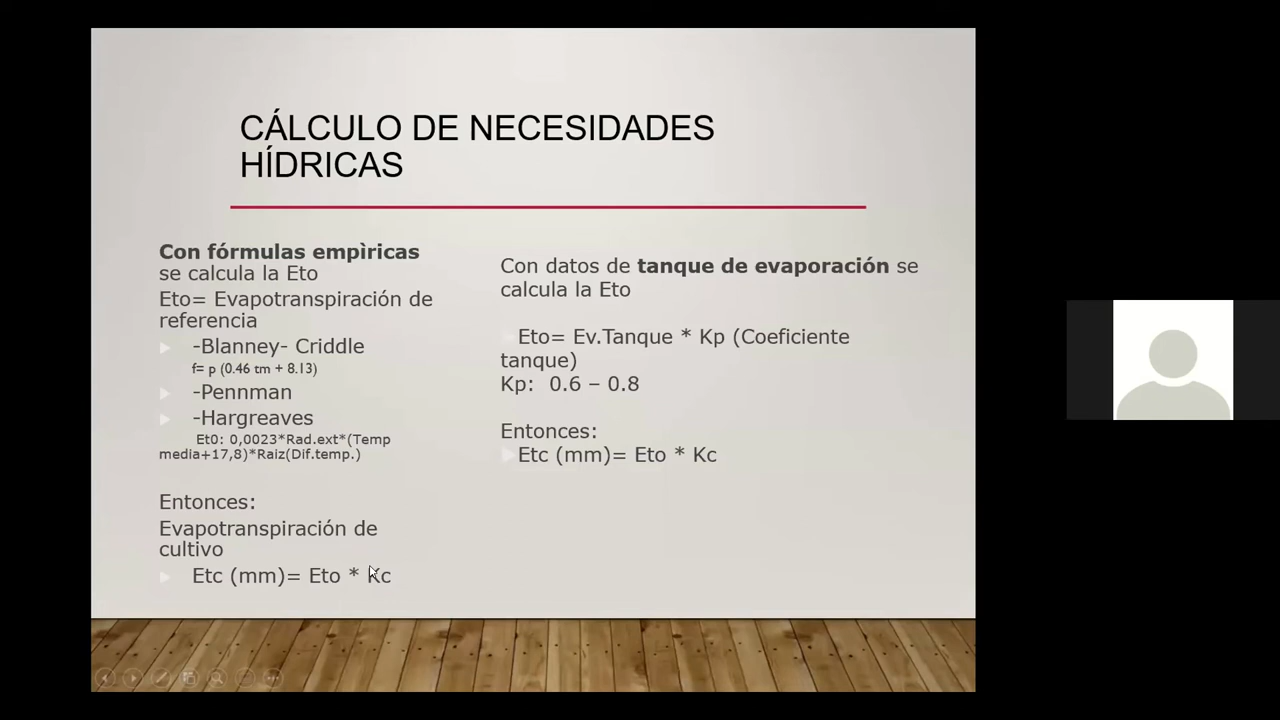 CÁLCULO DE NECESIDADES
HÍDRICAS
Con fórmulas empìricas
se calcula la Eto
Eto= Evapotranspiración de
referencia
-Blanney- Criddle
f= p (0.46 tm + 8.13)
-Pennman
-Hargreaves
Et0: 0,0023*Rad.ext*(Temp
media+17,8)*Raiz(Dif.temp.)
Entonces:
Evapotranspiración de
cultivo
Etc (mm)= Eto * Kc
Con datos de tanque de evaporación se
calcula la Eto
Eto= Ev.Tanque * Kp (Coeficiente
tanque)
Kp: 0.6 – 0.8
Entonces:
Etc (mm)= Eto * Kc